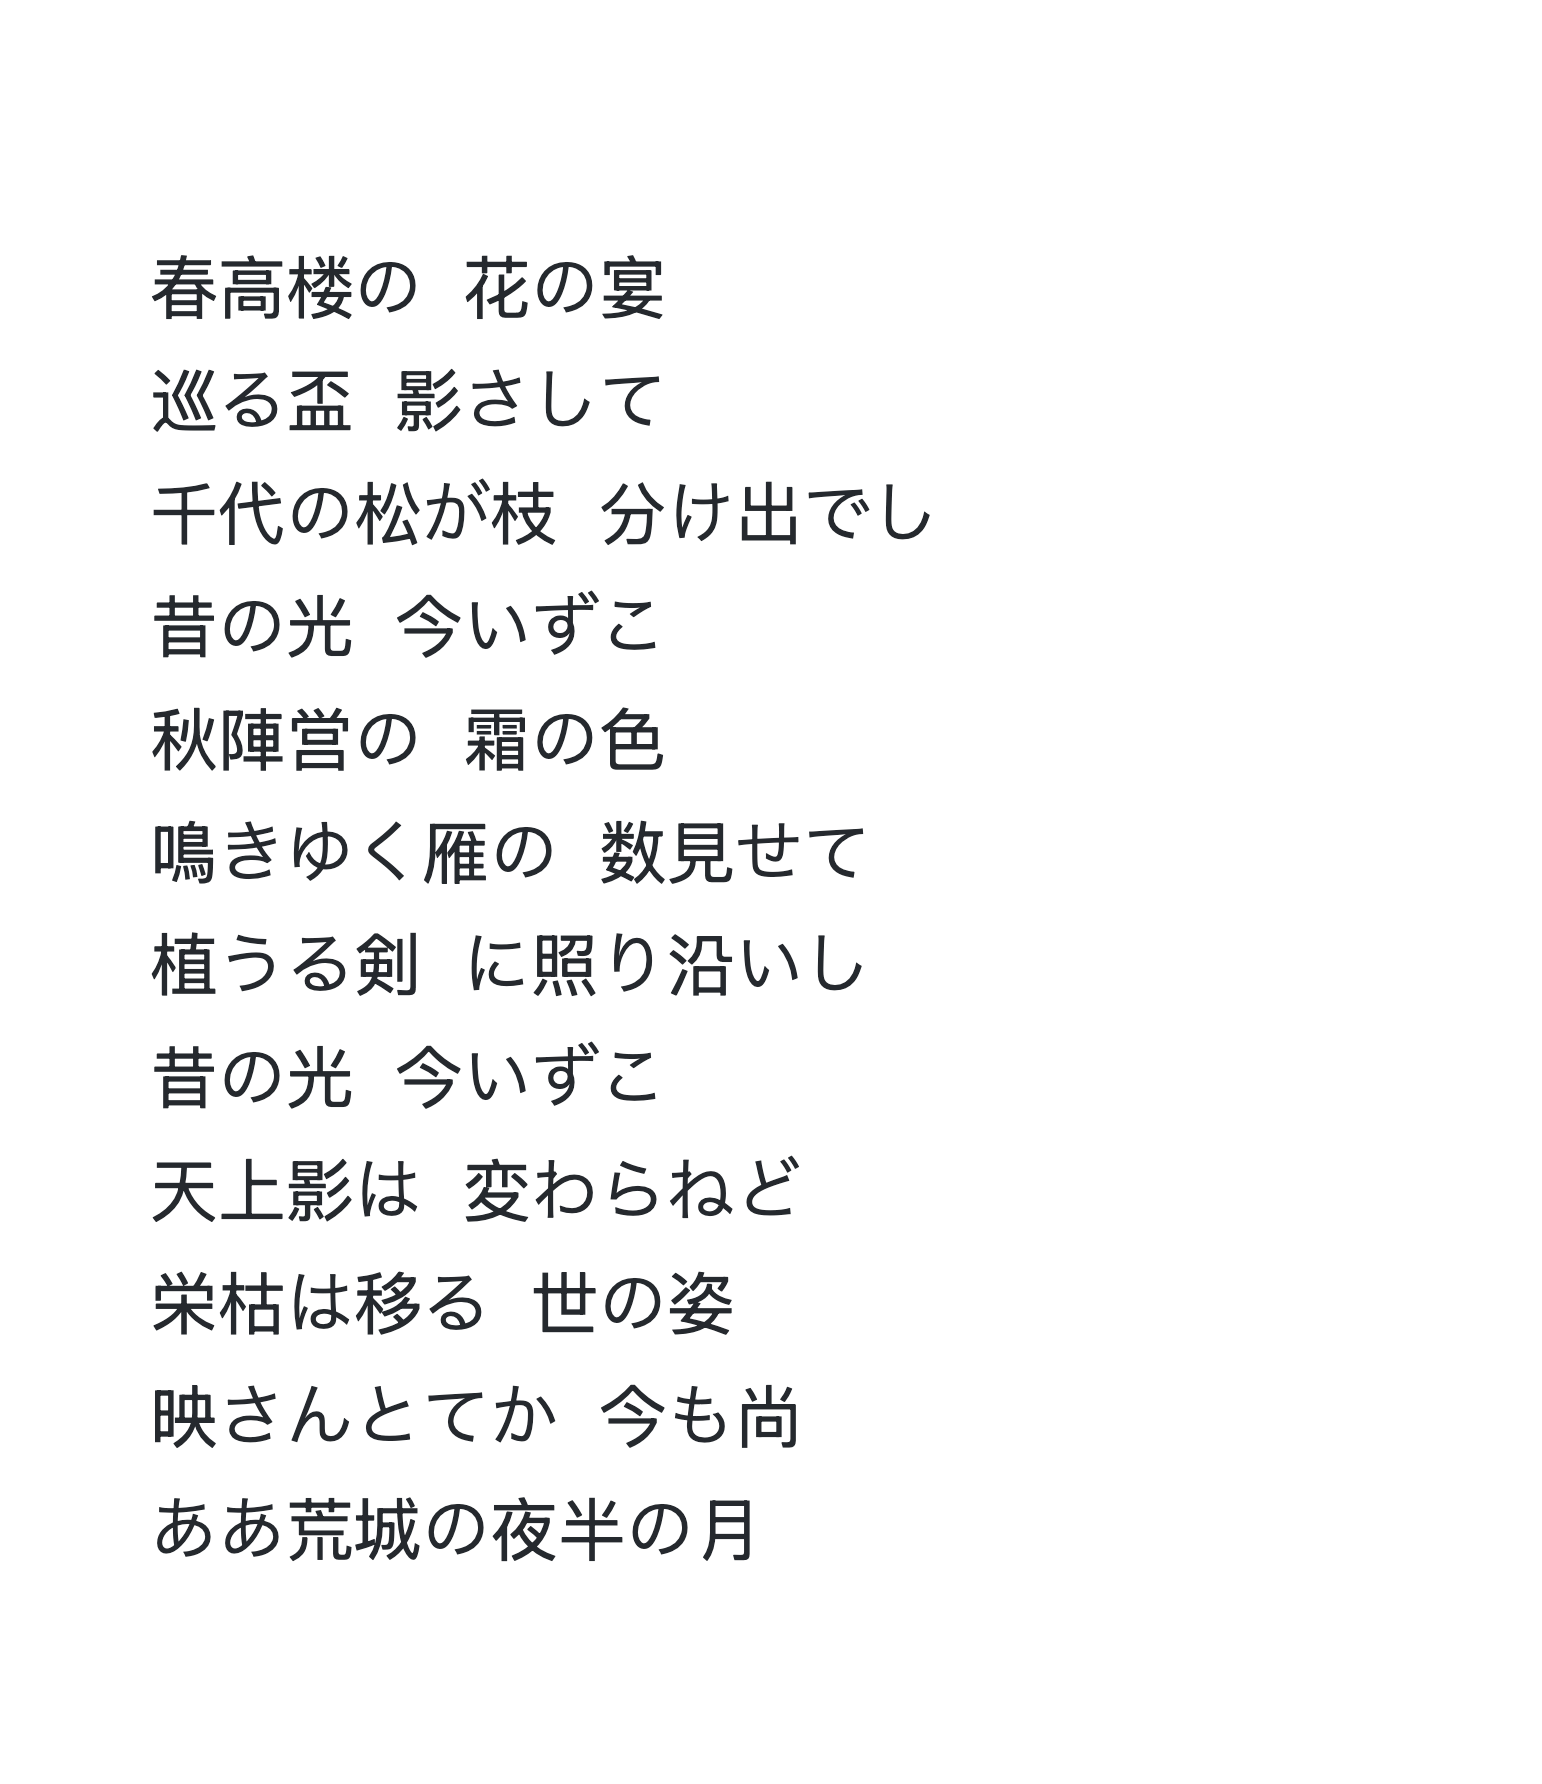 春高楼の 花の宴
巡る盃 影さして
千代の松が枝 分け出でし
昔の光 今いずこ
秋陣営の 霜の色
鳴きゆく雁の 数見せて
植うる剣 に照り沿いし
昔の光 今いずこ
天上影は 変わらねど
栄枯は移る 世の姿
映さんとてか 今も尚
ああ荒城の夜半の月